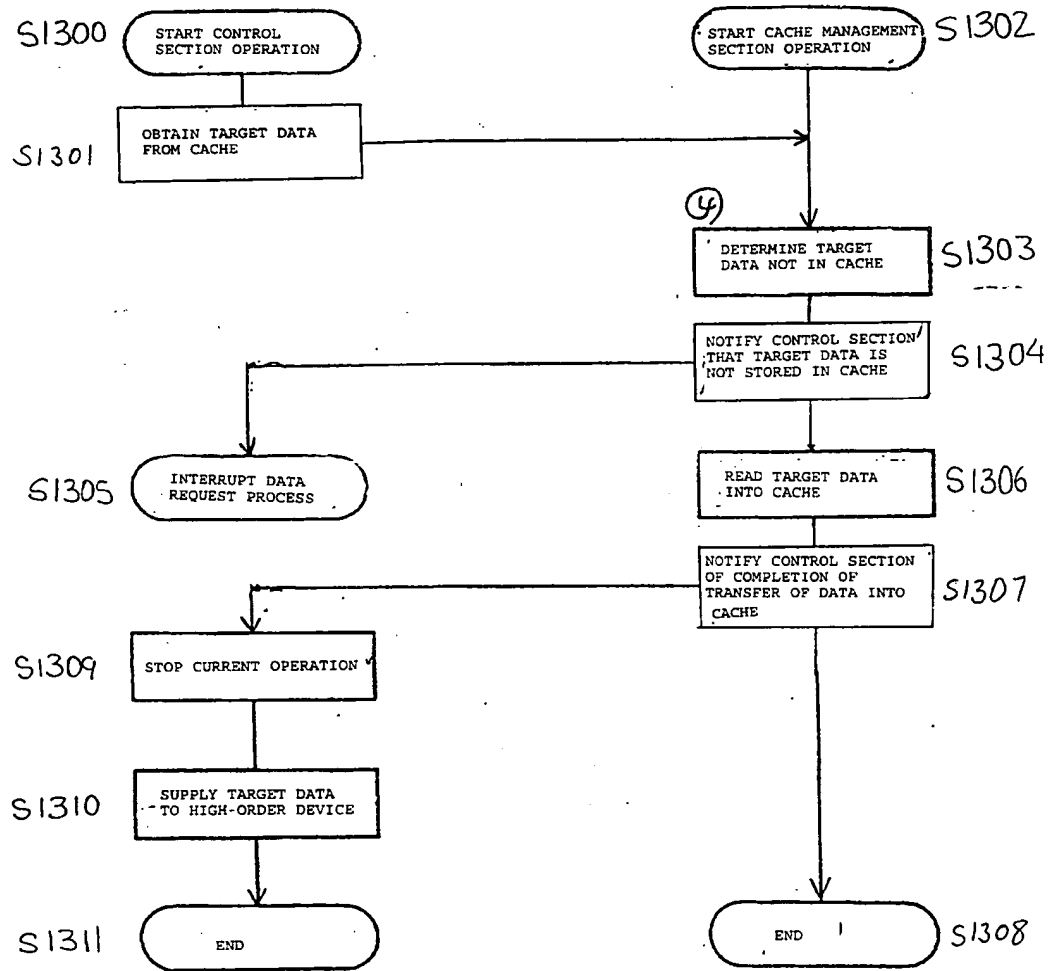 S1300
START CONTROL
SECTION OPERATION
START CACHE MANAGEMENT
SECTION OPERATION
S1302
S1301
OBTAIN TARGET DATA
FROM CACHE
4
DETERMINE TARGET
DATA NOT IN CACHE
S1303
NOTIFY CONTROL SECTION
THAT TARGET DATA IS
NOT STORED IN CACHE
S1304
S1305
INTERRUPT DATA
REQUEST PROCESS
READ TARGET DATA
INTO CACHE
S1306
NOTIFY CONTROL SECTION
OF COMPLETION OF
TRANSFER OF DATA INTO
CACHE
S1307
S1309
STOP CURRENT OPERATION
S1310
SUPPLY TARGET DATA
TO HIGH-ORDER DEVICE
S1311
END
END
S1308